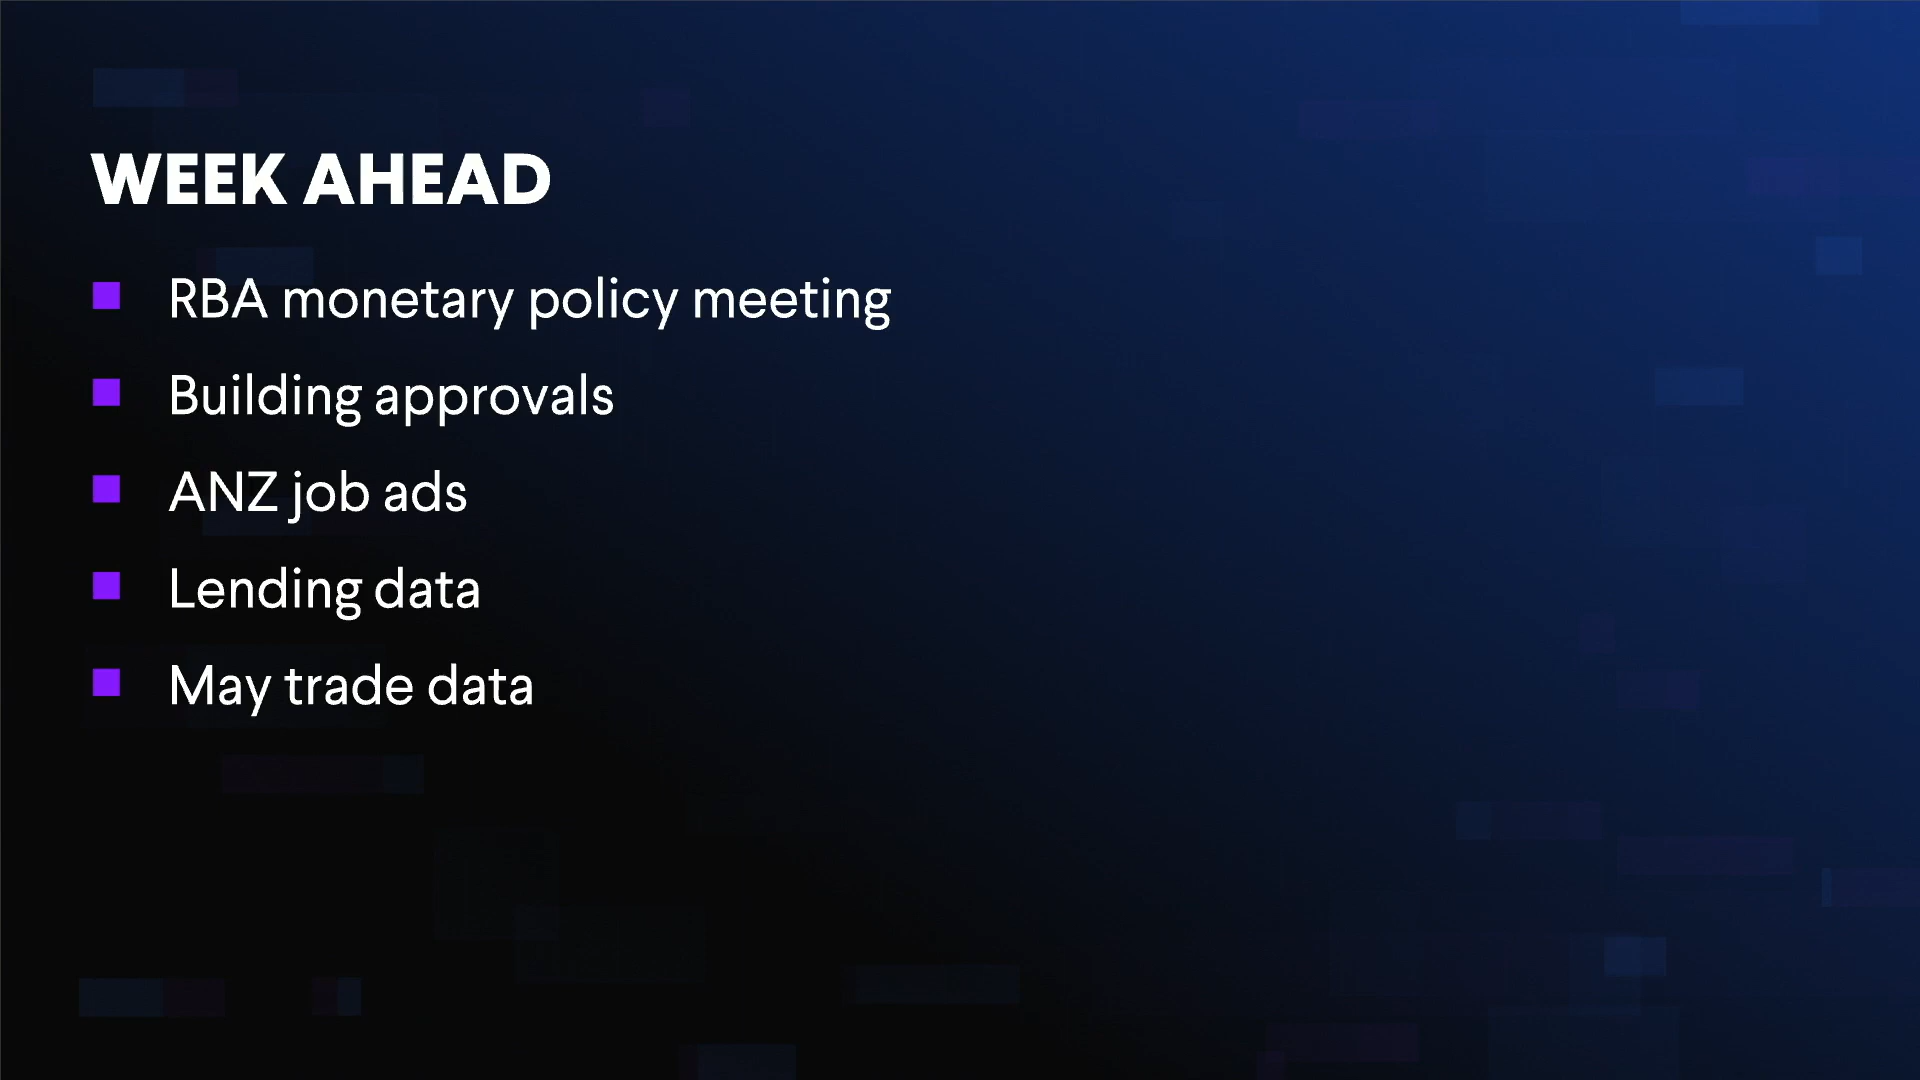 WEEK AHEAD
RBA monetary policy meeting
Building approvals
ANZ job ads
Lending data
May trade data